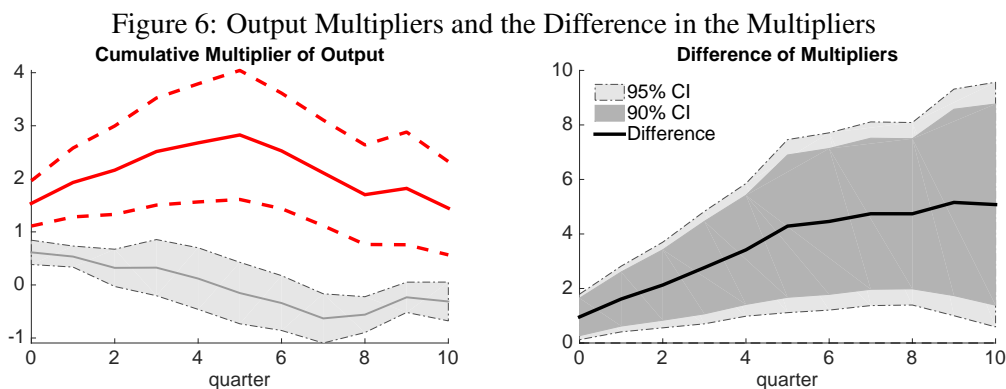 Figure 6: Output Multipliers and the Difference in the Multipliers
Cumulative Multiplier of Output
4
3
2
1
0
-1
0 2 4 6 8 10
quarter
Difference of Multipliers
10
8
6
4
2
0
95% CI
90% CI
Difference
0 2 4 6 8 10
quarter